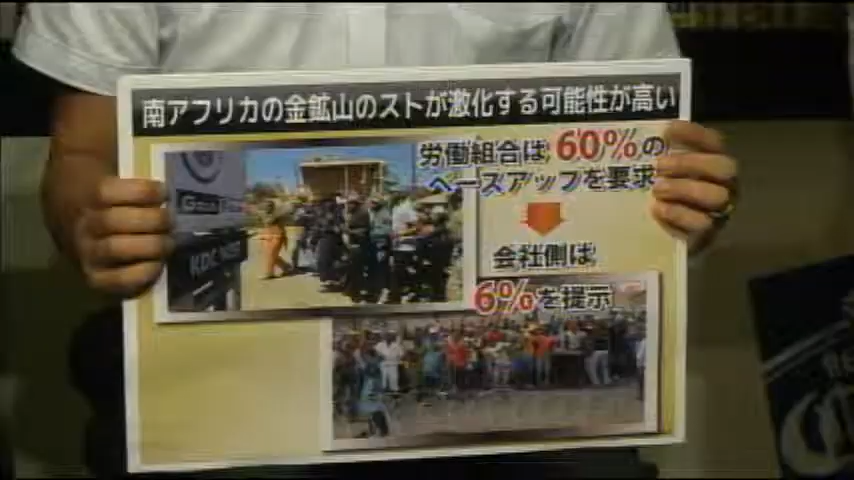 南アフリカの金鉱山のストが激化する可能性が高い
労働組合は 60%の
ベースアップを要求
会社側は
6%を提示
KDC